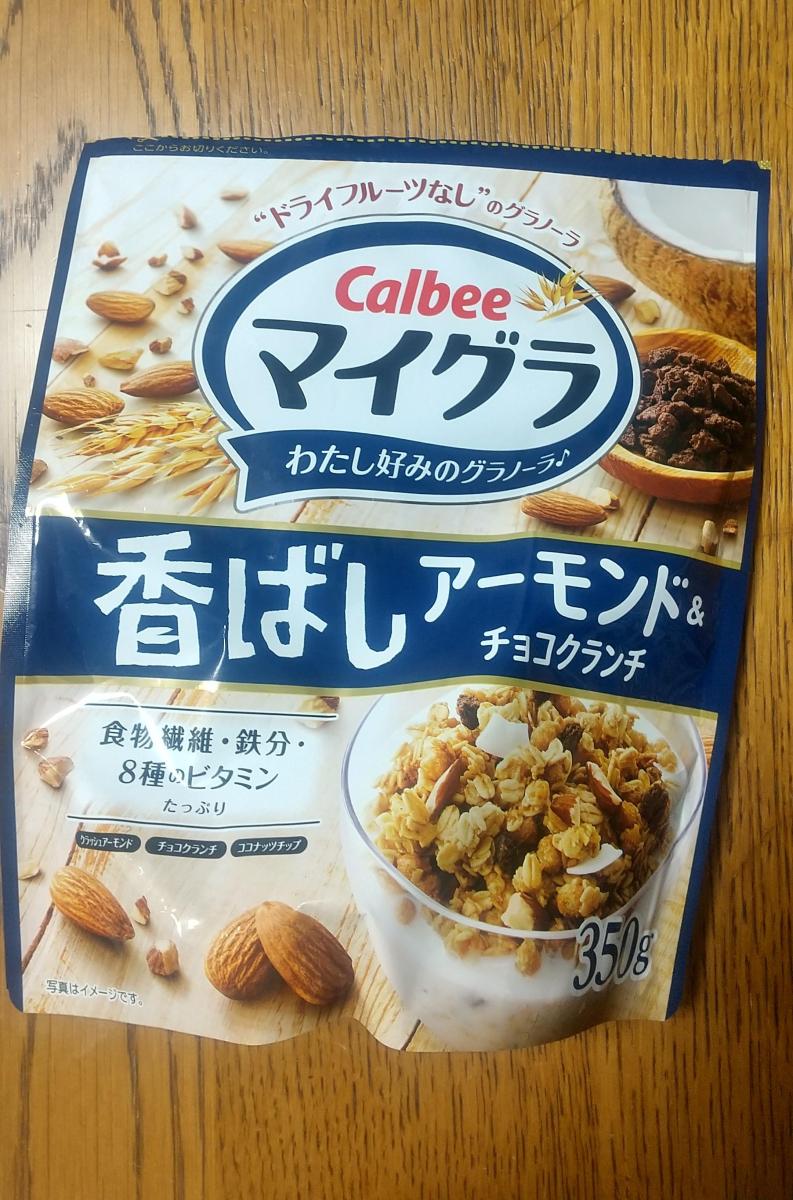 ここからお切りください。
“ドライフルーツなし”のグラノーラ
Calbee
マイグラ
わたし好みのグラノーラ♪
香ばしアーモンド&
チョコクランチ
食物繊維・鉄分・
8種のビタミン
たっぷり
クラッシュアーモンド チョコクランチ ココナッツチップ
350g
写真はイメージです。